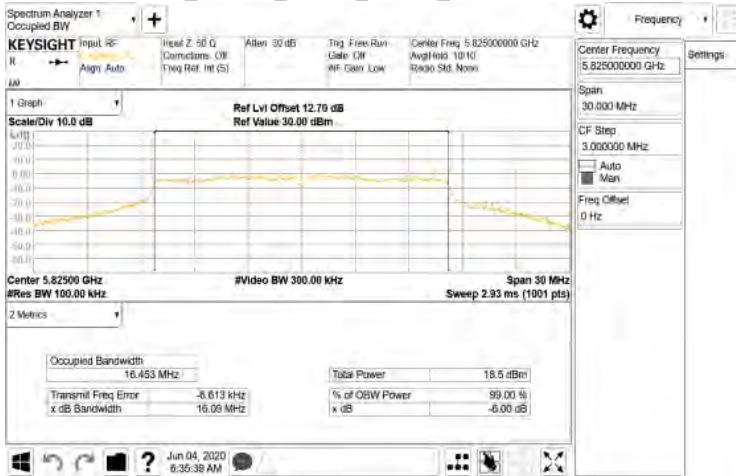 Spectrum Analyzer 1
Occupied BW
Frequency
KEYSIGHT Input: RF
Input Z: 50 Ω
Atten: 30 dB
Trig: Free Run
Center Freq: 5.825000000 GHz
Corrections: Off
Gate: Off
Avg|Hold: 10/10
Align: Auto
Freq Ref: Int (S)
#IF Gain: Low
Radio Std: None
Center Frequency
5.825000000 GHz
Settings
Span
30.000 MHz
CF Step
3.000000 MHz
Auto
Man
Freq Offset
0 Hz
1 Graph
Scale/Div 10.0 dB
Ref Lvl Offset 12.70 dB
Ref Value 30.00 dBm
Center 5.82500 GHz
#Video BW 300.00 kHz
Span 30 MHz
#Res BW 100.00 kHz
Sweep 2.93 ms (1001 pts)
2 Metrics
Occupied Bandwidth
16.453 MHz
Total Power 18.5 dBm
Transmit Freq Error -6.613 kHz
% of OBW Power 99.00 %
x dB Bandwidth 16.09 MHz
x dB -6.00 dB
Jun 04, 2020
6:35:39 AM